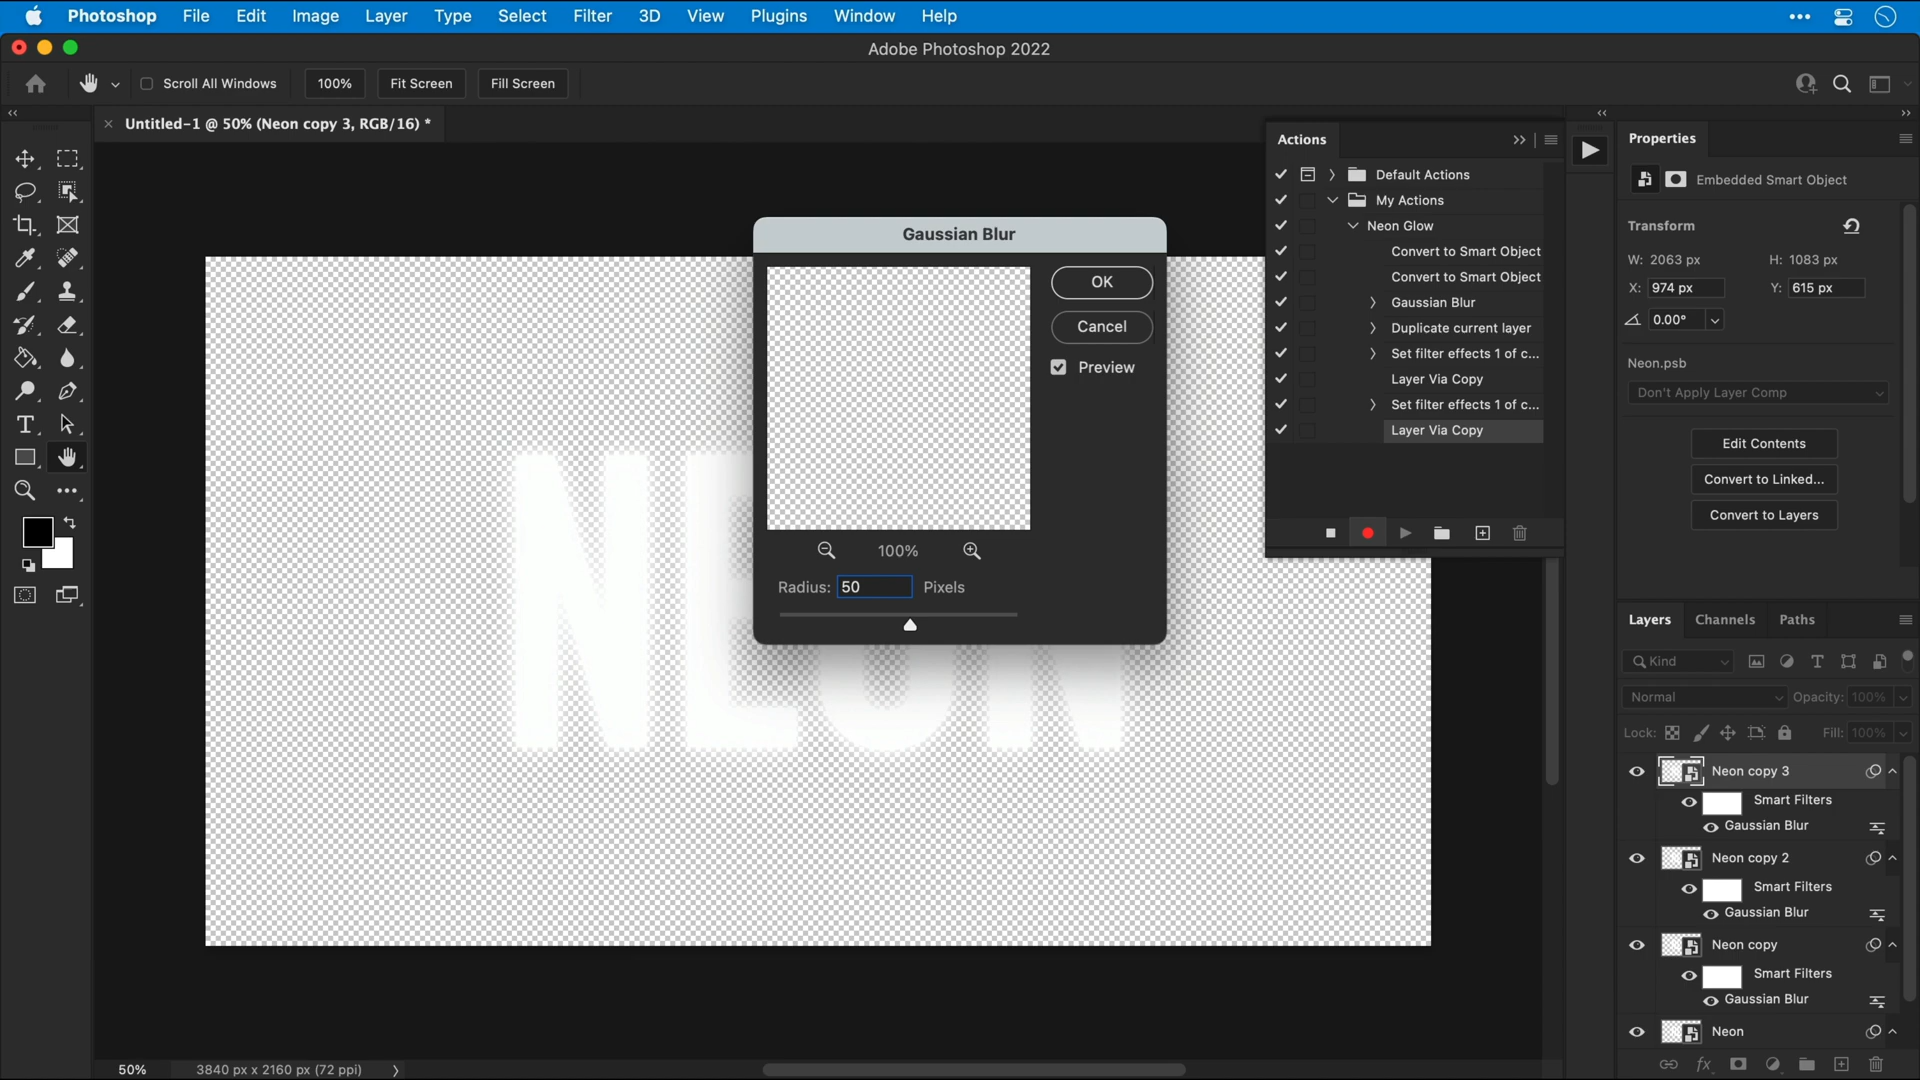 Photoshop File Edit Image Layer Type Select Filter 3D View Plugins Window Help
Adobe Photoshop 2022
Scroll All Windows 100% Fit Screen Fill Screen
Untitled-1 @ 50% (Neon copy 3, RGB/16) *
NEON
Gaussian Blur
OK
Cancel
Preview
100%
Radius: 50 Pixels
Actions
Default Actions
My Actions
Neon Glow
Convert to Smart Object
Convert to Smart Object
Gaussian Blur
Duplicate current layer
Set filter effects 1 of c...
Layer Via Copy
Set filter effects 1 of c...
Layer Via Copy
Properties
Embedded Smart Object
Transform
W: 2063 px H: 1083 px
X: 974 px Y: 615 px
0.00°
Neon.psb
Don't Apply Layer Comp
Edit Contents
Convert to Linked...
Convert to Layers
Layers Channels Paths
Kind
Normal Opacity: 100%
Lock: Fill: 100%
Neon copy 3
Smart Filters
Gaussian Blur
Neon copy 2
Smart Filters
Gaussian Blur
Neon copy
Smart Filters
Gaussian Blur
Neon
fx
50% 3840 px x 2160 px (72 ppi)